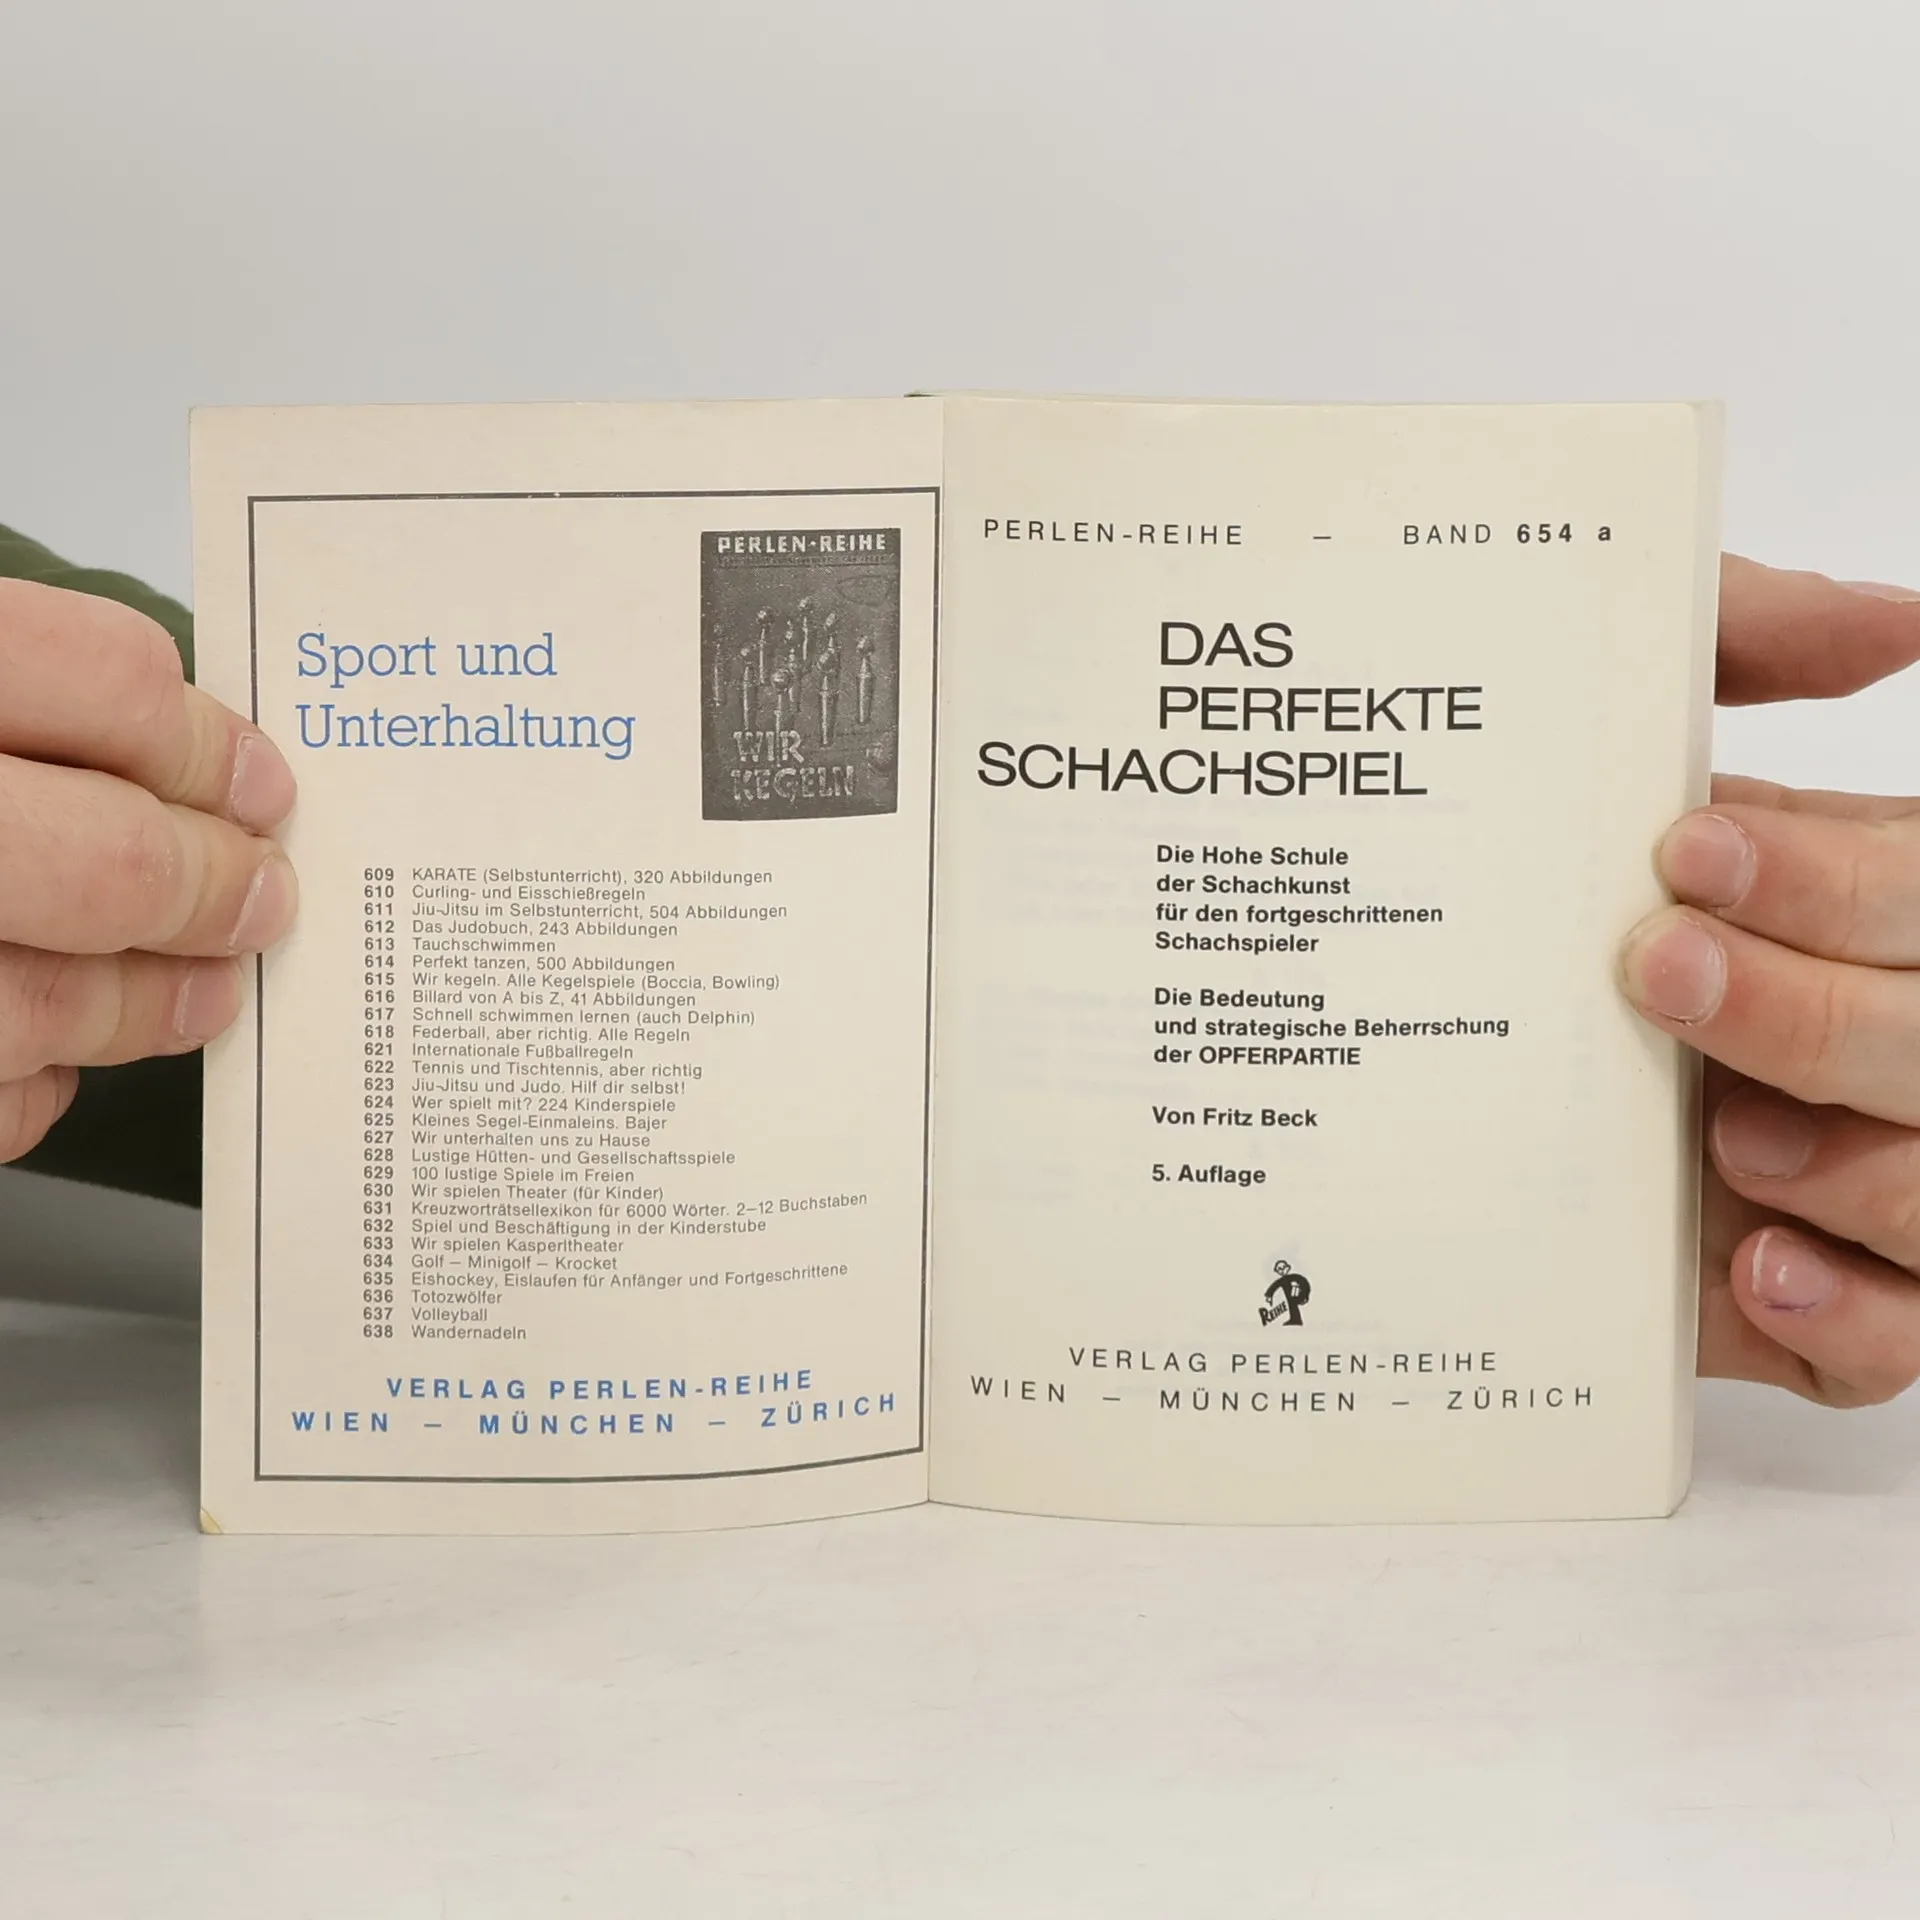 Sport und
Unterhaltung
PERLEN-REIHE
WIR
KEGELN
609 KARATE (Selbstunterricht), 320 Abbildungen
610 Curling- und Eisschießregeln
611 Jiu-Jitsu im Selbstunterricht, 504 Abbildungen
612 Das Judobuch, 243 Abbildungen
613 Tauchschwimmen
614 Perfekt tanzen, 500 Abbildungen
615 Wir kegeln. Alle Kegelspiele (Boccia, Bowling)
616 Billard von A bis Z, 41 Abbildungen
617 Schnell schwimmen lernen (auch Delphin)
618 Federball, aber richtig. Alle Regeln
621 Internationale Fußballregeln
622 Tennis und Tischtennis, aber richtig
623 Jiu-Jitsu und Judo. Hilf dir selbst!
624 Wer spielt mit? 224 Kinderspiele
625 Kleines Segel-Einmaleins. Bajer
627 Wir unterhalten uns zu Hause
628 Lustige Hütten- und Gesellschaftsspiele
629 100 lustige Spiele im Freien
630 Wir spielen Theater (für Kinder)
631 Kreuzworträtsellexikon für 6000 Wörter. 2–12 Buchstaben
632 Spiel und Beschäftigung in der Kinderstube
633 Wir spielen Kasperltheater
634 Golf – Minigolf – Krocket
635 Eishockey, Eislaufen für Anfänger und Fortgeschrittene
636 Totozwölfer
637 Volleyball
638 Wandernadeln
VERLAG PERLEN-REIHE
WIEN – MÜNCHEN – ZÜRICH
PERLEN-REIHE – BAND 654 a
DAS
PERFEKTE
SCHACHSPIEL
Die Hohe Schule
der Schachkunst
für den fortgeschrittenen
Schachspieler
Die Bedeutung
und strategische Beherrschung
der OPFERPARTIE
Von Fritz Beck
5. Auflage
REIHE P
VERLAG PERLEN-REIHE
WIEN – MÜNCHEN – ZÜRICH